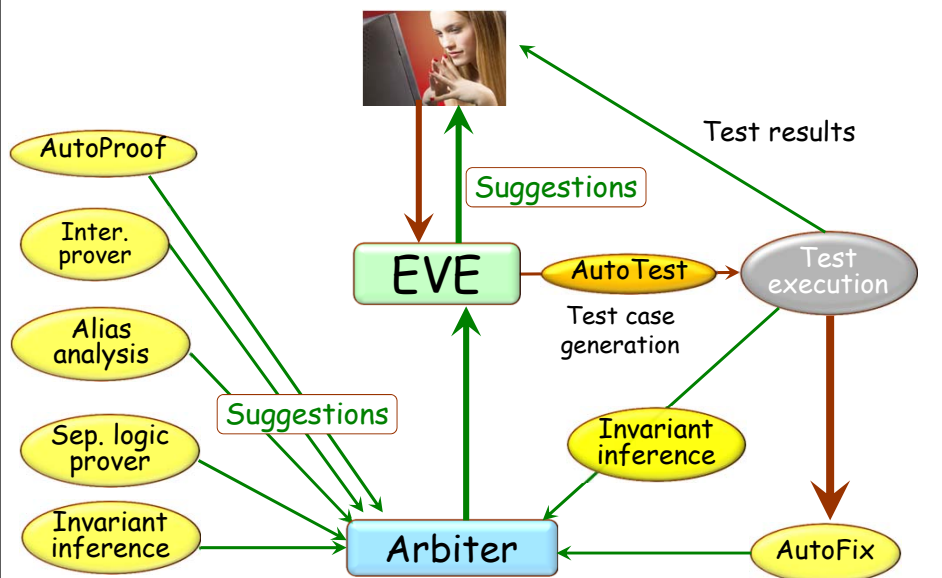 Test results
AutoProof
Suggestions
Inter.
prover
EVE
AutoTest
Test
execution
Test case
generation
Alias
analysis
Suggestions
Sep. logic
prover
Invariant
inference
Invariant
inference
Arbiter
AutoFix